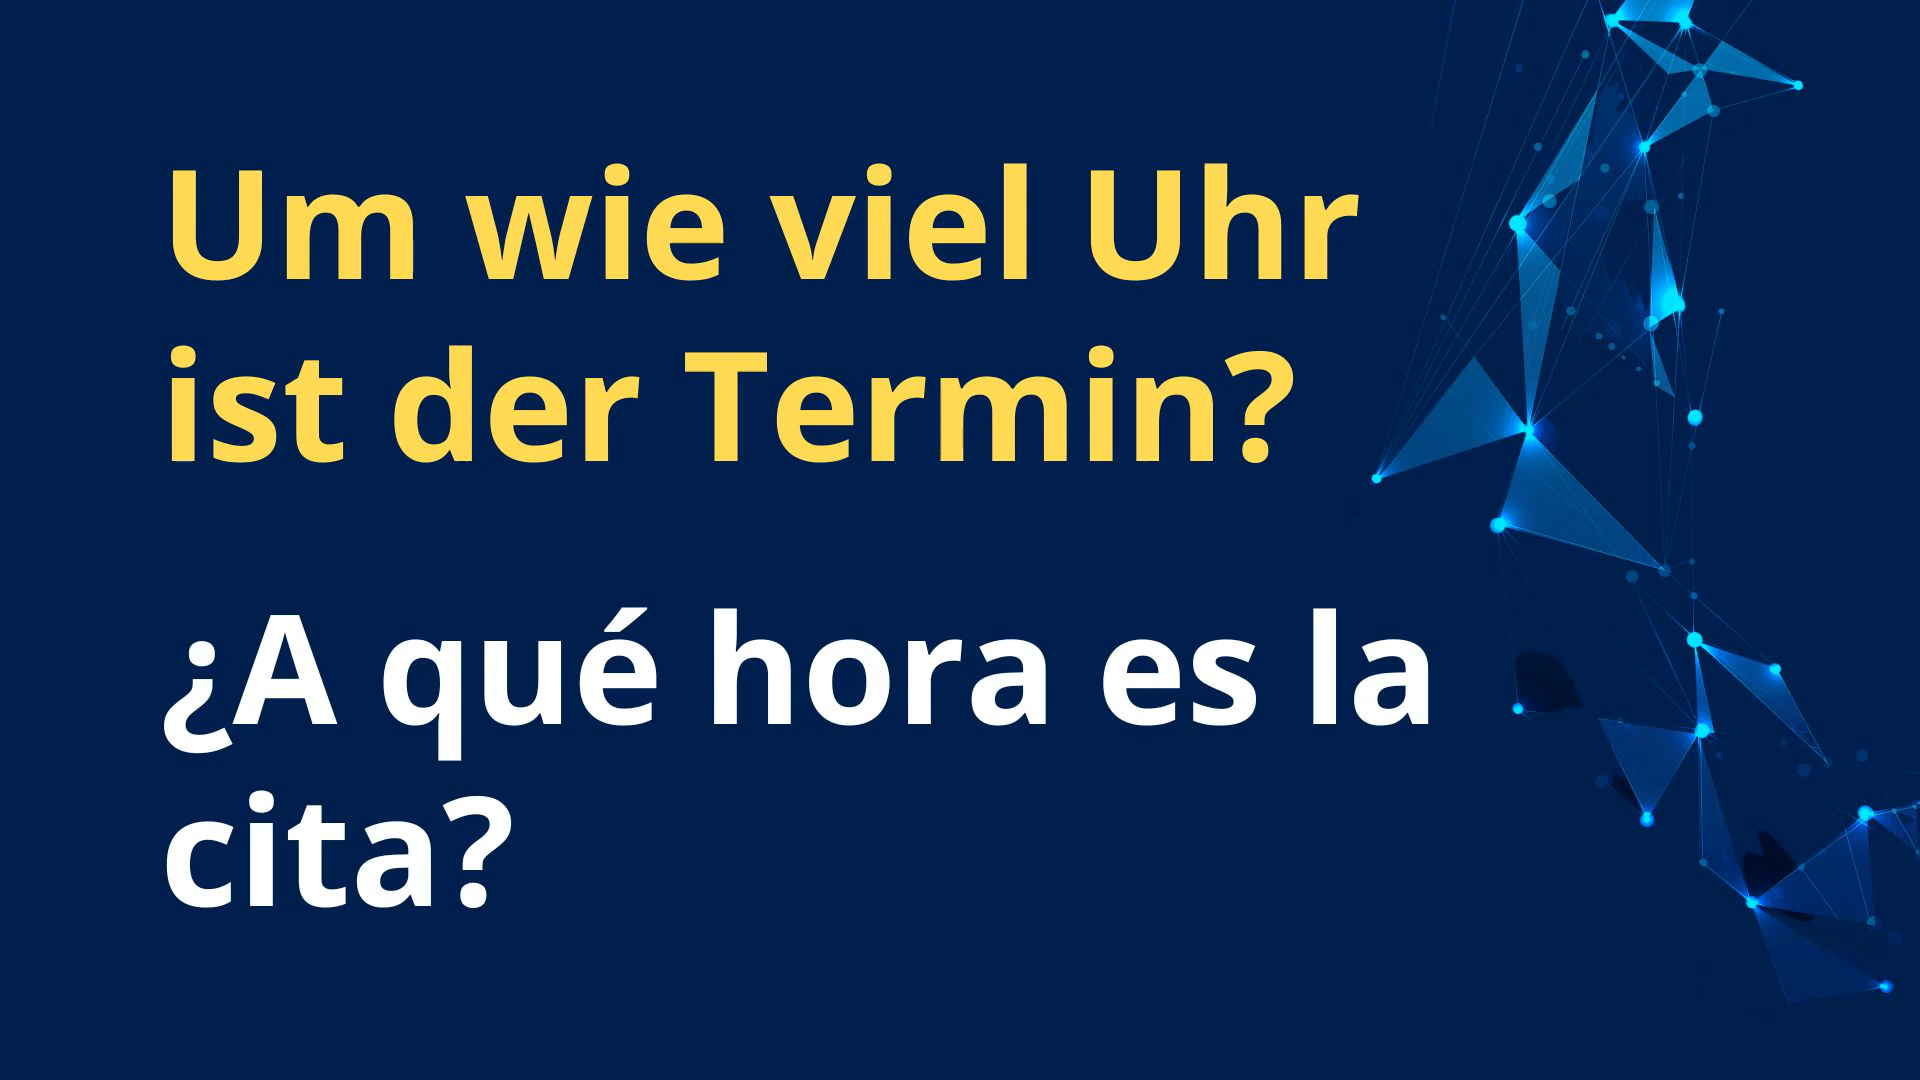 Um wie viel Uhr
ist der Termin?
¿A qué hora es la
cita?